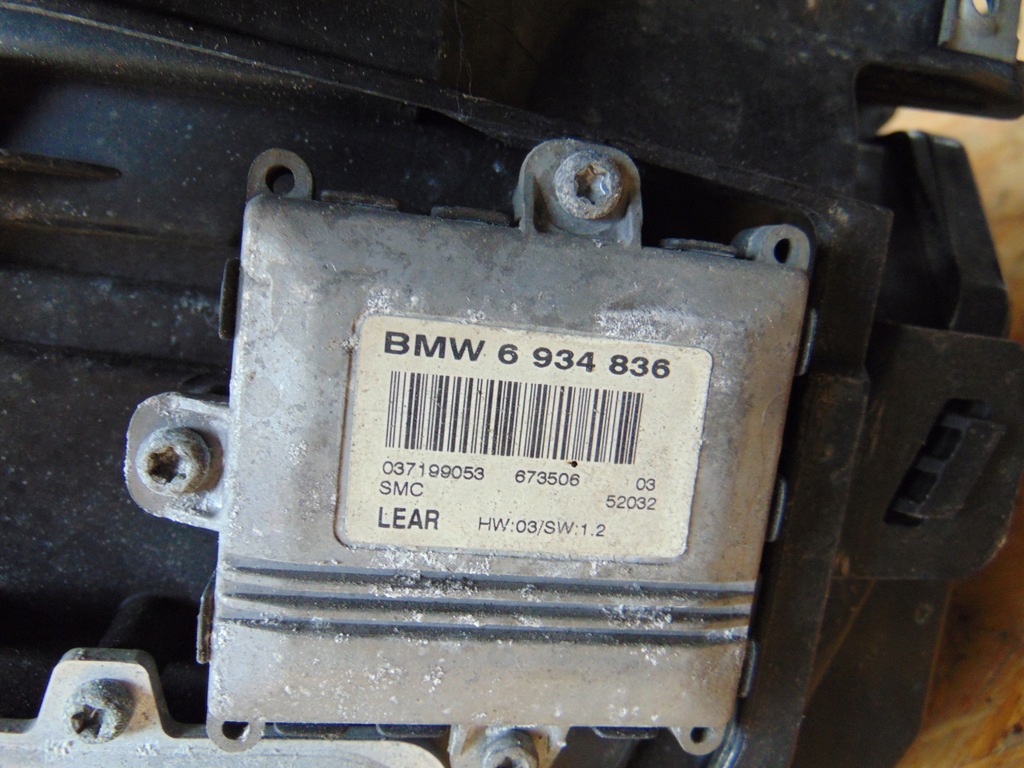 BMW 6 934 836
037199053 673506 03
SMC 52032
LEAR HW:03/SW:1.2